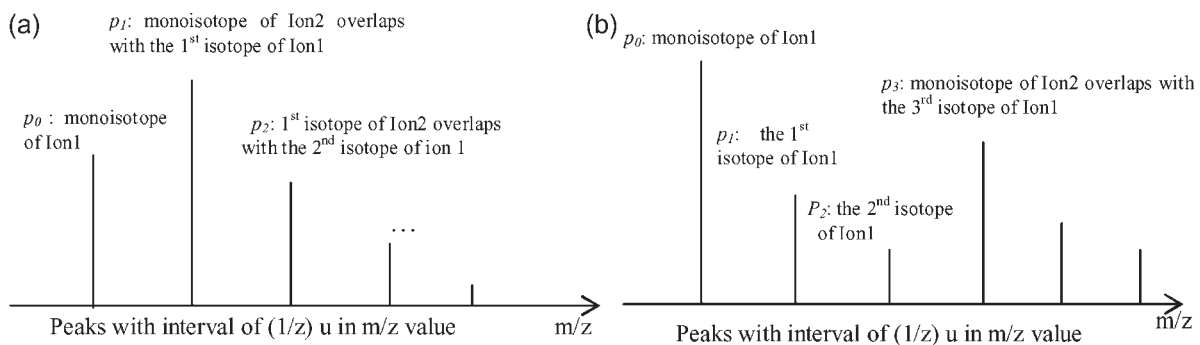 (a)
p1: monoisotope of Ion2 overlaps
with the 1st isotope of Ion1
p0 : monoisotope
of Ion1
p2: 1st isotope of Ion2 overlaps
with the 2nd isotope of ion 1
...
Peaks with interval of (1/z) u in m/z value
m/z
(b)
p0: monoisotope of Ion1
p3: monoisotope of Ion2 overlaps with
the 3rd isotope of Ion1
p1: the 1st
isotope of Ion1
P2: the 2nd isotope
of Ion1
Peaks with interval of (1/z) u in m/z value
m/z